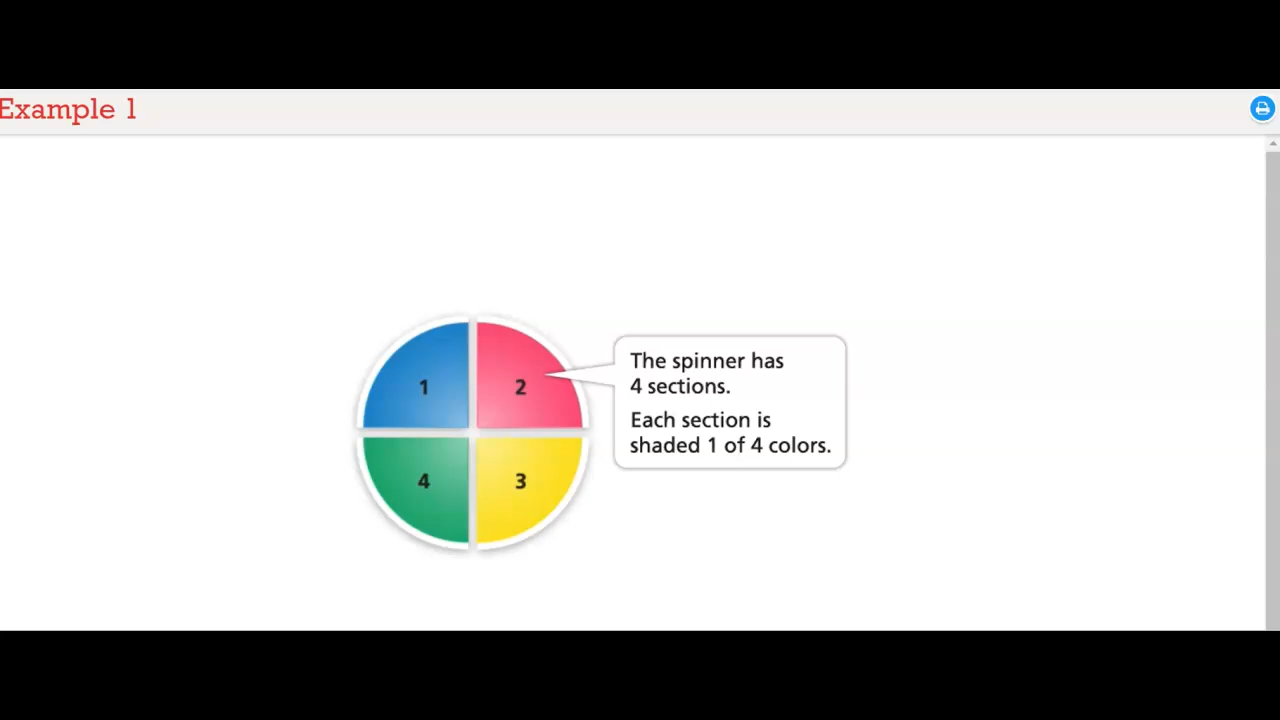 Example 1
1
2
The spinner has
4 sections.
Each section is
shaded 1 of 4 colors.
4
3